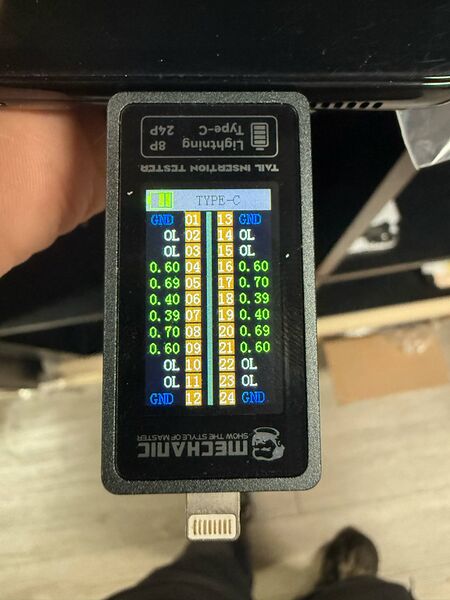 8P
24P
Lightning
Type-C
TAIL INSERTION TESTER
TYPE-C
GND 01 13 GND
OL 02 14 OL
OL 03 15 OL
0.60 04 16 0.60
0.69 05 17 0.70
0.40 06 18 0.39
0.39 07 19 0.40
0.70 08 20 0.69
0.60 09 21 0.60
OL 10 22 OL
OL 11 23 OL
GND 12 24 GND
MECHANIC
SHOW THE STYLE OF MASTER